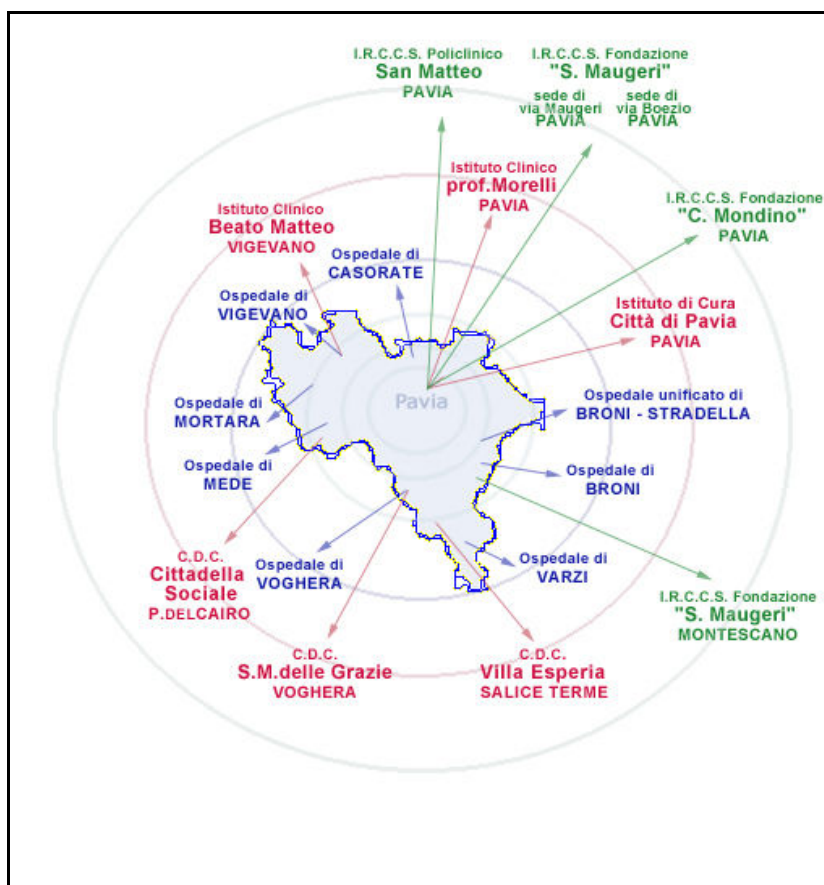 I.R.C.C.S. Policlinico
San Matteo
PAVIA
I.R.C.C.S. Fondazione
"S. Maugeri"
sede di
via Maugeri
PAVIA
sede di
via Boezio
PAVIA
Istituto Clinico
prof.Morelli
PAVIA
I.R.C.C.S. Fondazione
"C. Mondino"
PAVIA
Istituto Clinico
Beato Matteo
VIGEVANO
Ospedale di
CASORATE
Ospedale di
VIGEVANO
Istituto di Cura
Città di Pavia
PAVIA
Pavia
Ospedale di
MORTARA
Ospedale unificato di
BRONI - STRADELLA
Ospedale di
MEDE
Ospedale di
BRONI
C.D.C.
Cittadella
Sociale
P.DELCAIRO
Ospedale di
VOGHERA
Ospedale di
VARZI
I.R.C.C.S. Fondazione
"S. Maugeri"
MONTESCANO
C.D.C.
S.M.delle Grazie
VOGHERA
C.D.C.
Villa Esperia
SALICE TERME